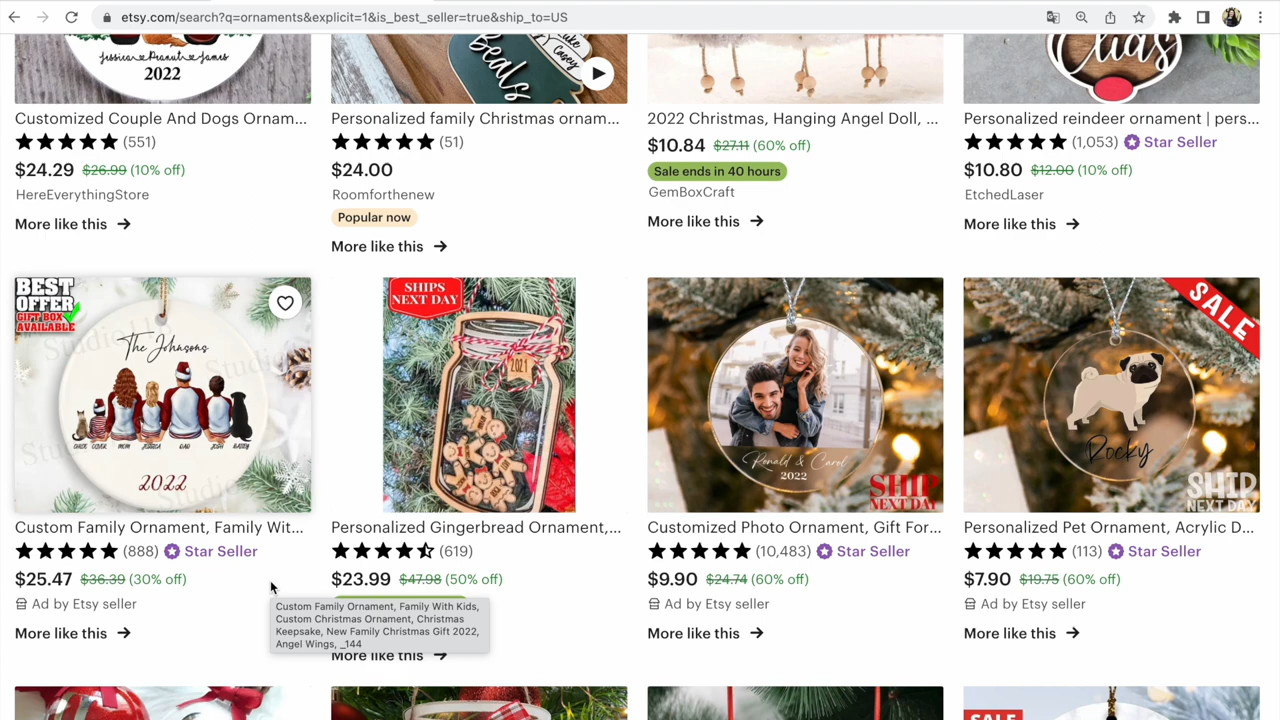 etsy.com/search?q=ornaments&explicit=1&is_best_seller=true&ship_to=US
Jessica Peanut James
2022
Beals
Casey
Elias
Customized Couple And Dogs Ornam...
(551)
$24.29 $26.99 (10% off)
HereEverythingStore
More like this
Personalized family Christmas ornam...
(51)
$24.00
Roomforthenew
Popular now
More like this
2022 Christmas, Hanging Angel Doll, ...
$10.84 $27.11 (60% off)
Sale ends in 40 hours
GemBoxCraft
More like this
Personalized reindeer ornament | pers...
(1,053) Star Seller
$10.80 $12.00 (10% off)
EtchedLaser
More like this
BEST
OFFER
GIFT BOX
AVAILABLE
The Johnsons
MOM JESSICA DAD JOSH
2022
Custom Family Ornament, Family Wit...
(888) Star Seller
$25.47 $36.39 (30% off)
Ad by Etsy seller
More like this
SHIPS
NEXT DAY
2021
Personalized Gingerbread Ornament,...
(619)
$23.99 $47.98 (50% off)
More like this
Custom Family Ornament, Family With Kids,
Custom Christmas Ornament, Christmas
Keepsake, New Family Christmas Gift 2022,
Angel Wings, _144
Ronald & Carol
2022
SHIP
NEXT DAY
Customized Photo Ornament, Gift For...
(10,483) Star Seller
$9.90 $24.74 (60% off)
Ad by Etsy seller
More like this
SALE
Rocky
SHIP
NEXT DAY
Personalized Pet Ornament, Acrylic D...
(113) Star Seller
$7.90 $19.75 (60% off)
Ad by Etsy seller
More like this
SALE